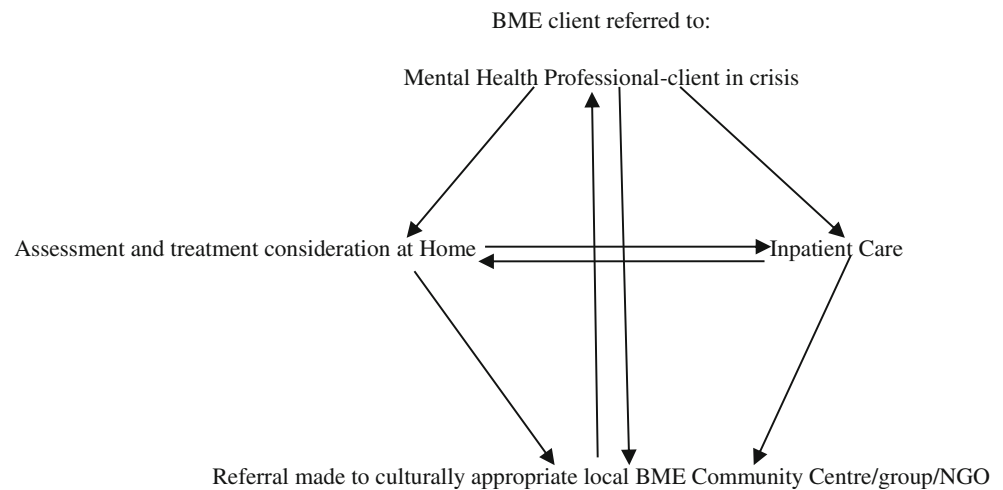 BME client referred to:
Mental Health Professional-client in crisis
Assessment and treatment consideration at Home
Inpatient Care
Referral made to culturally appropriate local BME Community Centre/group/NGO